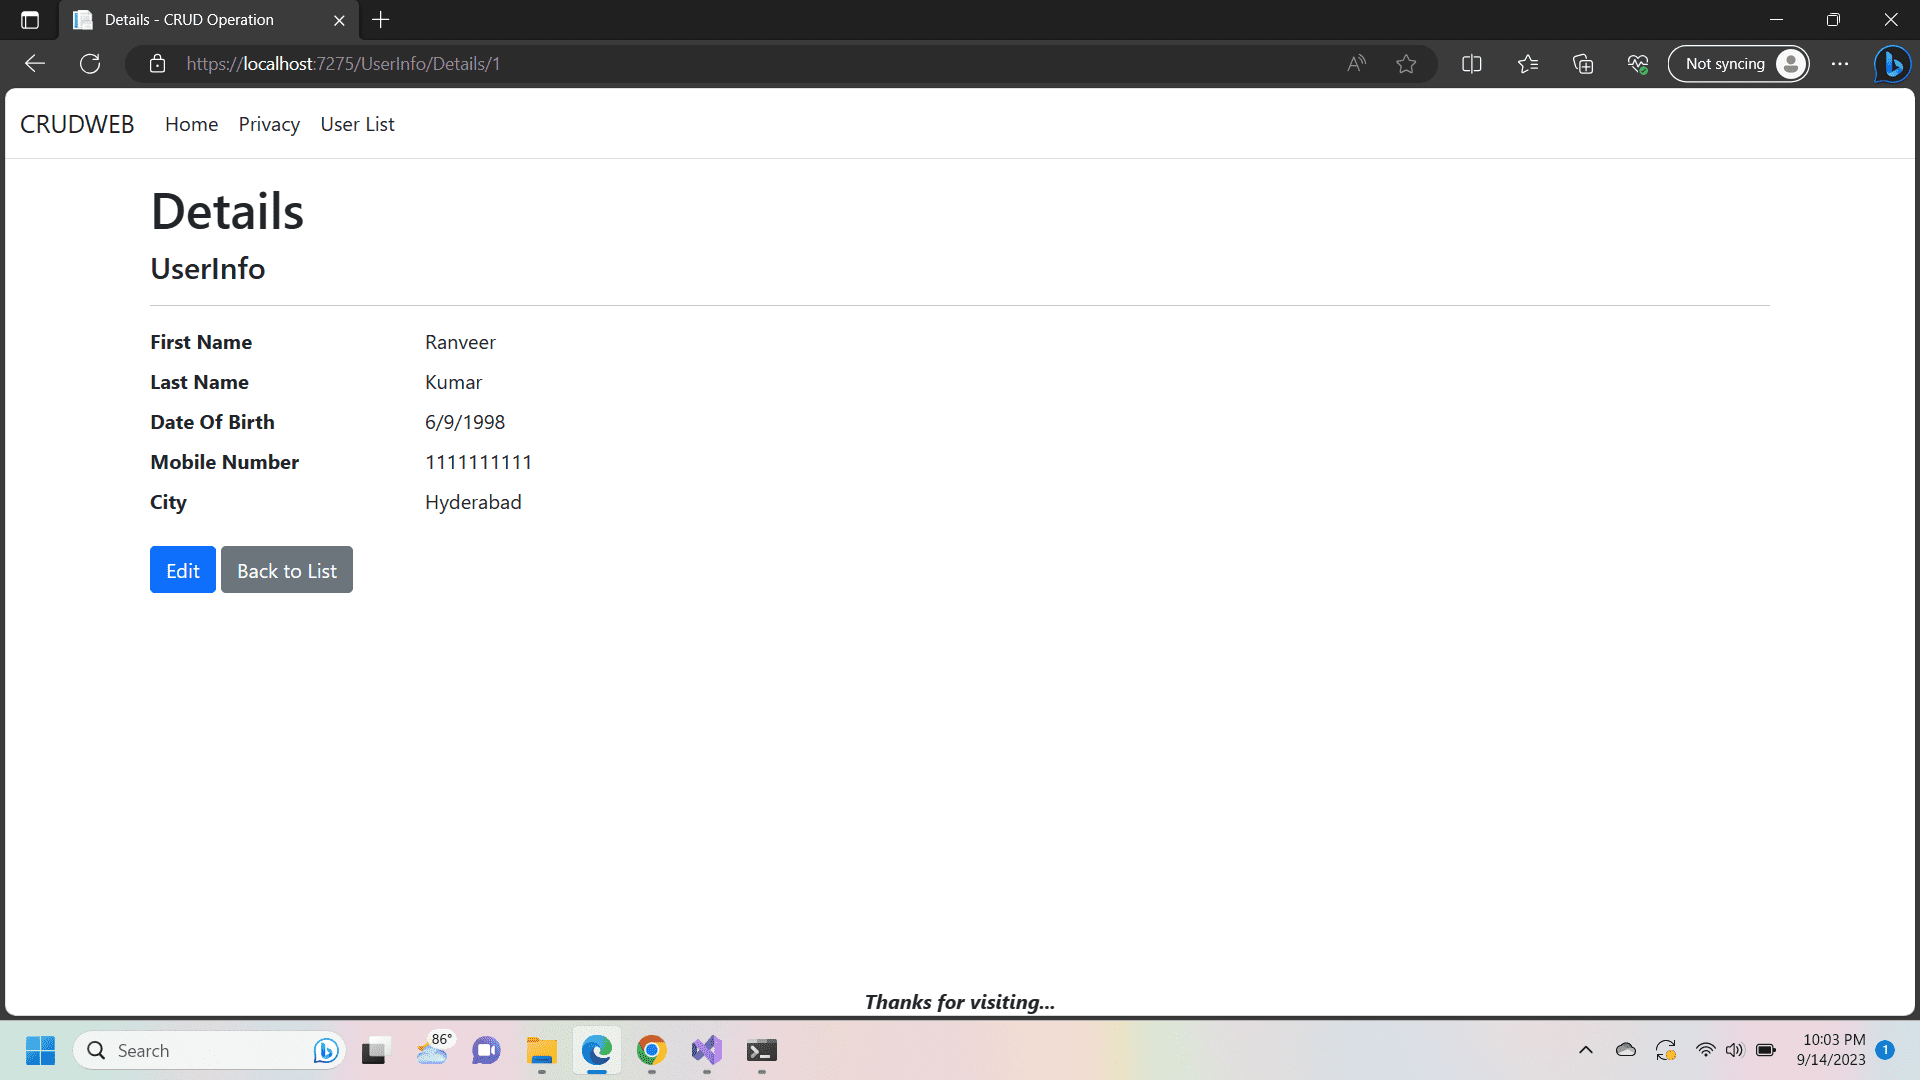 Details - CRUD Operation
https://localhost:7275/UserInfo/Details/1
Not syncing
CRUDWEB Home Privacy User List
Details
UserInfo
First Name Ranveer
Last Name Kumar
Date Of Birth 6/9/1998
Mobile Number 1111111111
City Hyderabad
Edit Back to List
Thanks for visiting...
Search 86° 10:03 PM
9/14/2023 1